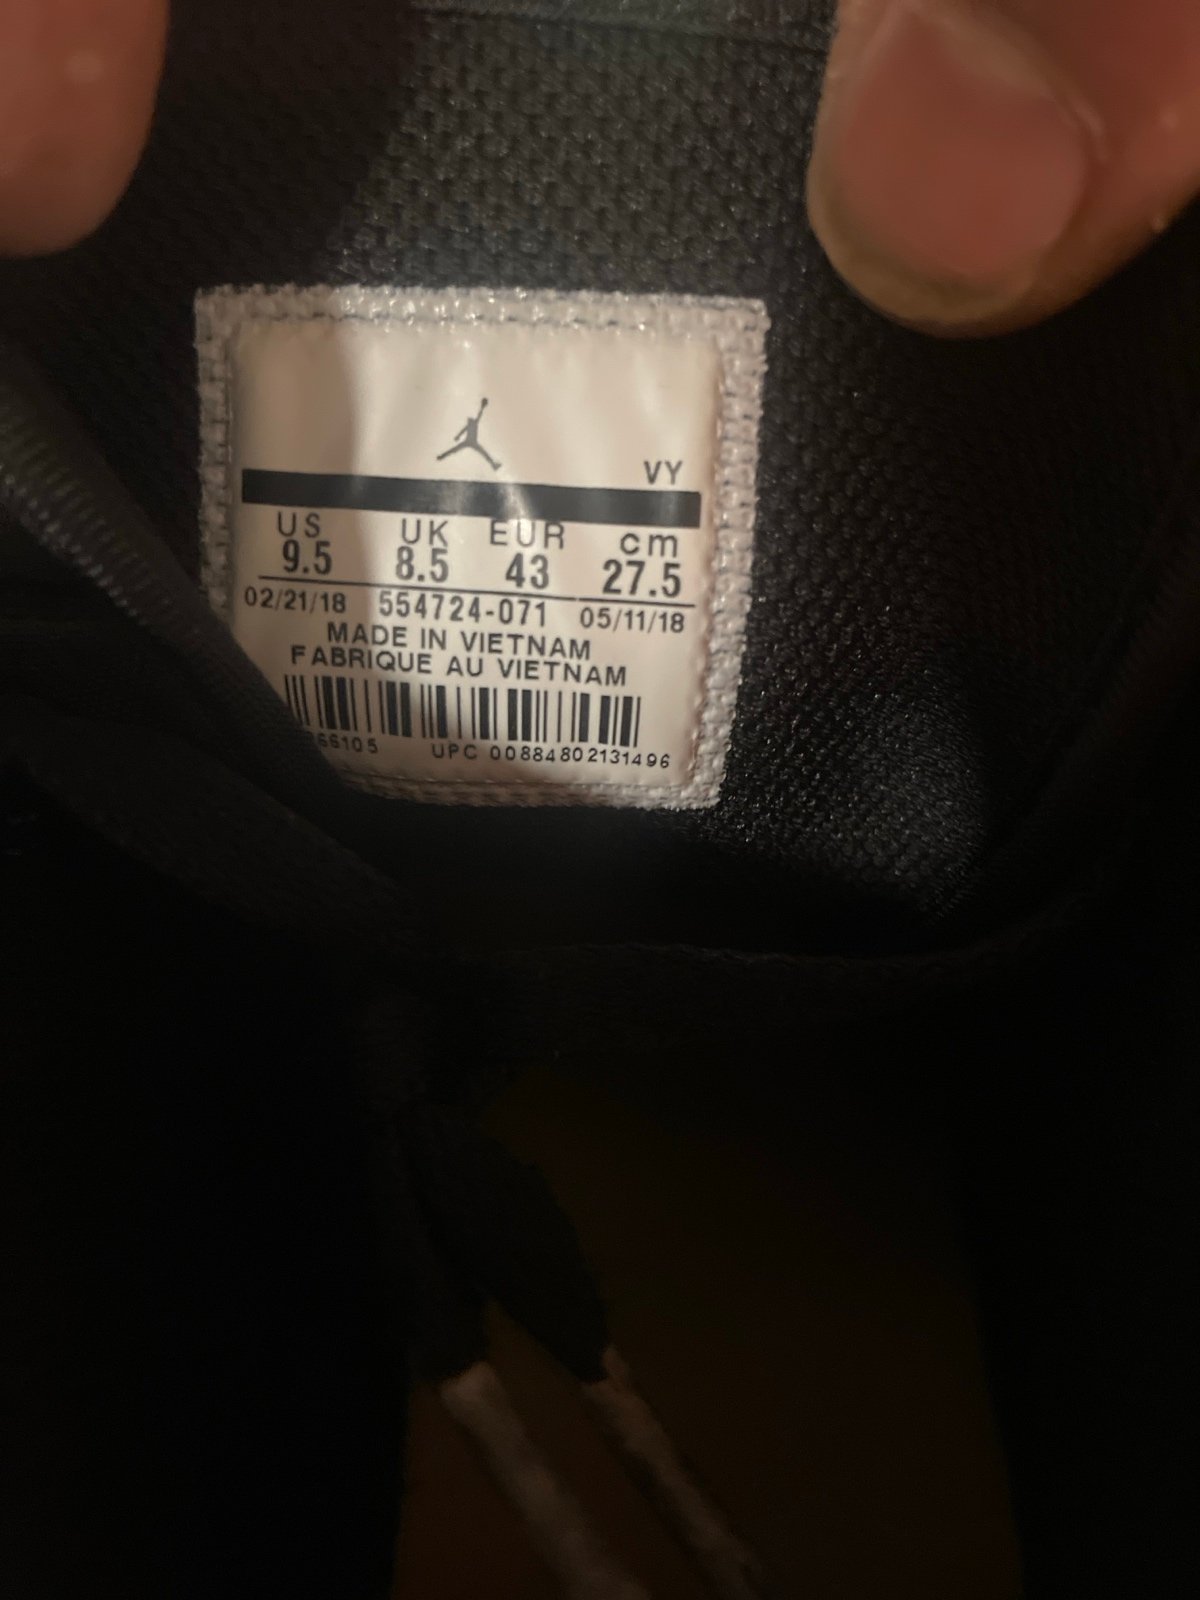 VY
US UK EUR cm
9.5 8.5 43 27.5
02/21/18 554724-071 05/11/18
MADE IN VIETNAM
FABRIQUE AU VIETNAM
66105 UPC 00884802131496